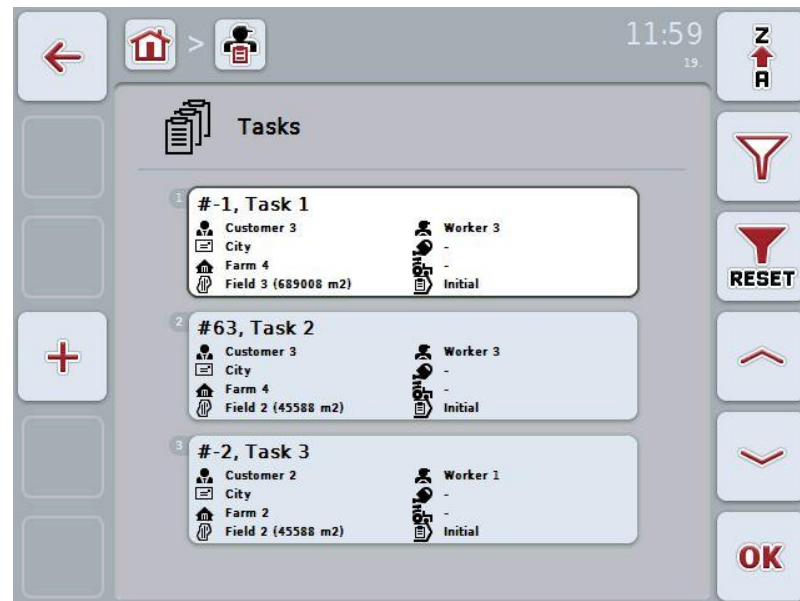 11:59
19.
Z
A
Tasks
1
#-1, Task 1
Customer 3 Worker 3
City -
Farm 4 -
Field 3 (689008 m2) Initial
RESET
2
#63, Task 2
Customer 3 Worker 3
City -
Farm 4 -
Field 2 (45588 m2) Initial
3
#-2, Task 3
Customer 2 Worker 1
City -
Farm 2 -
Field 2 (45588 m2) Initial
OK